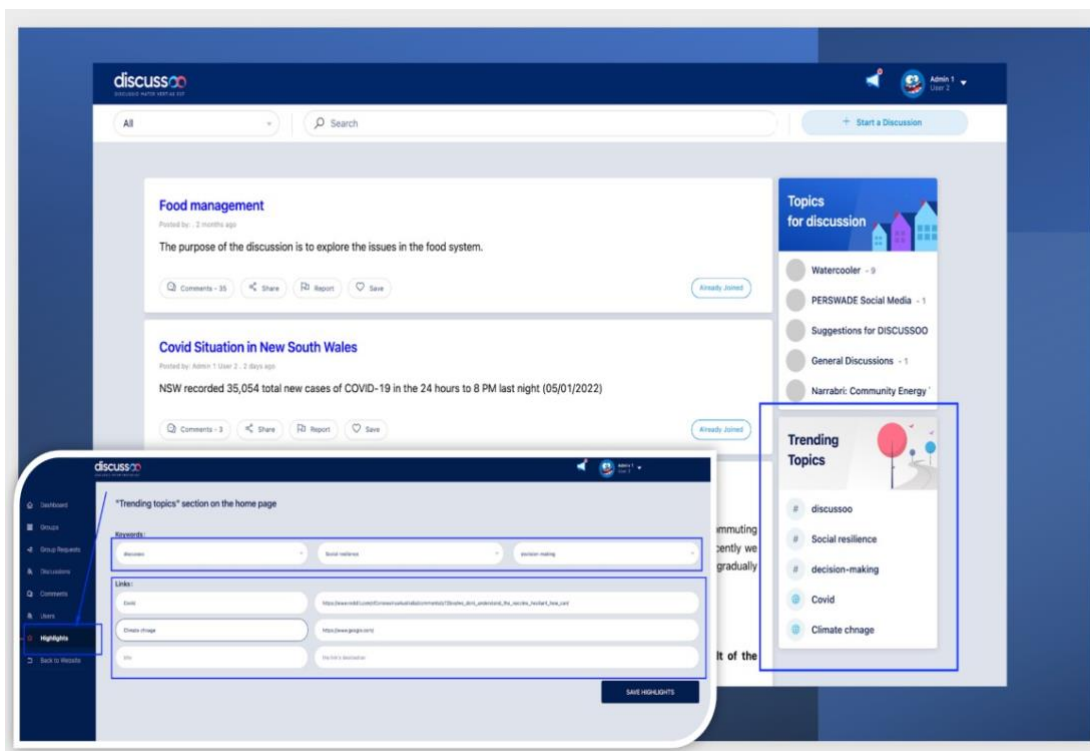 discussoo
Admin 1
User 2
All
Search
+ Start a Discussion
Food management
Posted by: . 2 months ago
The purpose of the discussion is to explore the issues in the food system.
Comments - 35
Share
Report
Save
Already Joined
Covid Situation in New South Wales
Posted by: Admin 1 User 2 . 2 days ago
NSW recorded 35,054 total new cases of COVID-19 in the 24 hours to 8 PM last night (05/01/2022)
Comments - 3
Share
Report
Save
Already Joined
mmuting
cently we
gradually
lt of the
Topics
for discussion
Watercooler - 9
PERSWADE Social Media - 1
Suggestions for DISCUSSOO
General Discussions - 1
Narrabri: Community Energy
Trending
Topics
# discussoo
# Social resilience
# decision-making
@ Covid
@ Climate chnage
discussoo
Admin 1
User 2
Dashboard
Groups
Group Requests
Discussions
Comments
Users
Highlights
Back to Website
"Trending topics" section on the home page
Keywords:
discussoo
Social resilience
decision-making
Links:
Covid
Climate chnage
https://www.google.com/
title
SAVE HIGHLIGHTS